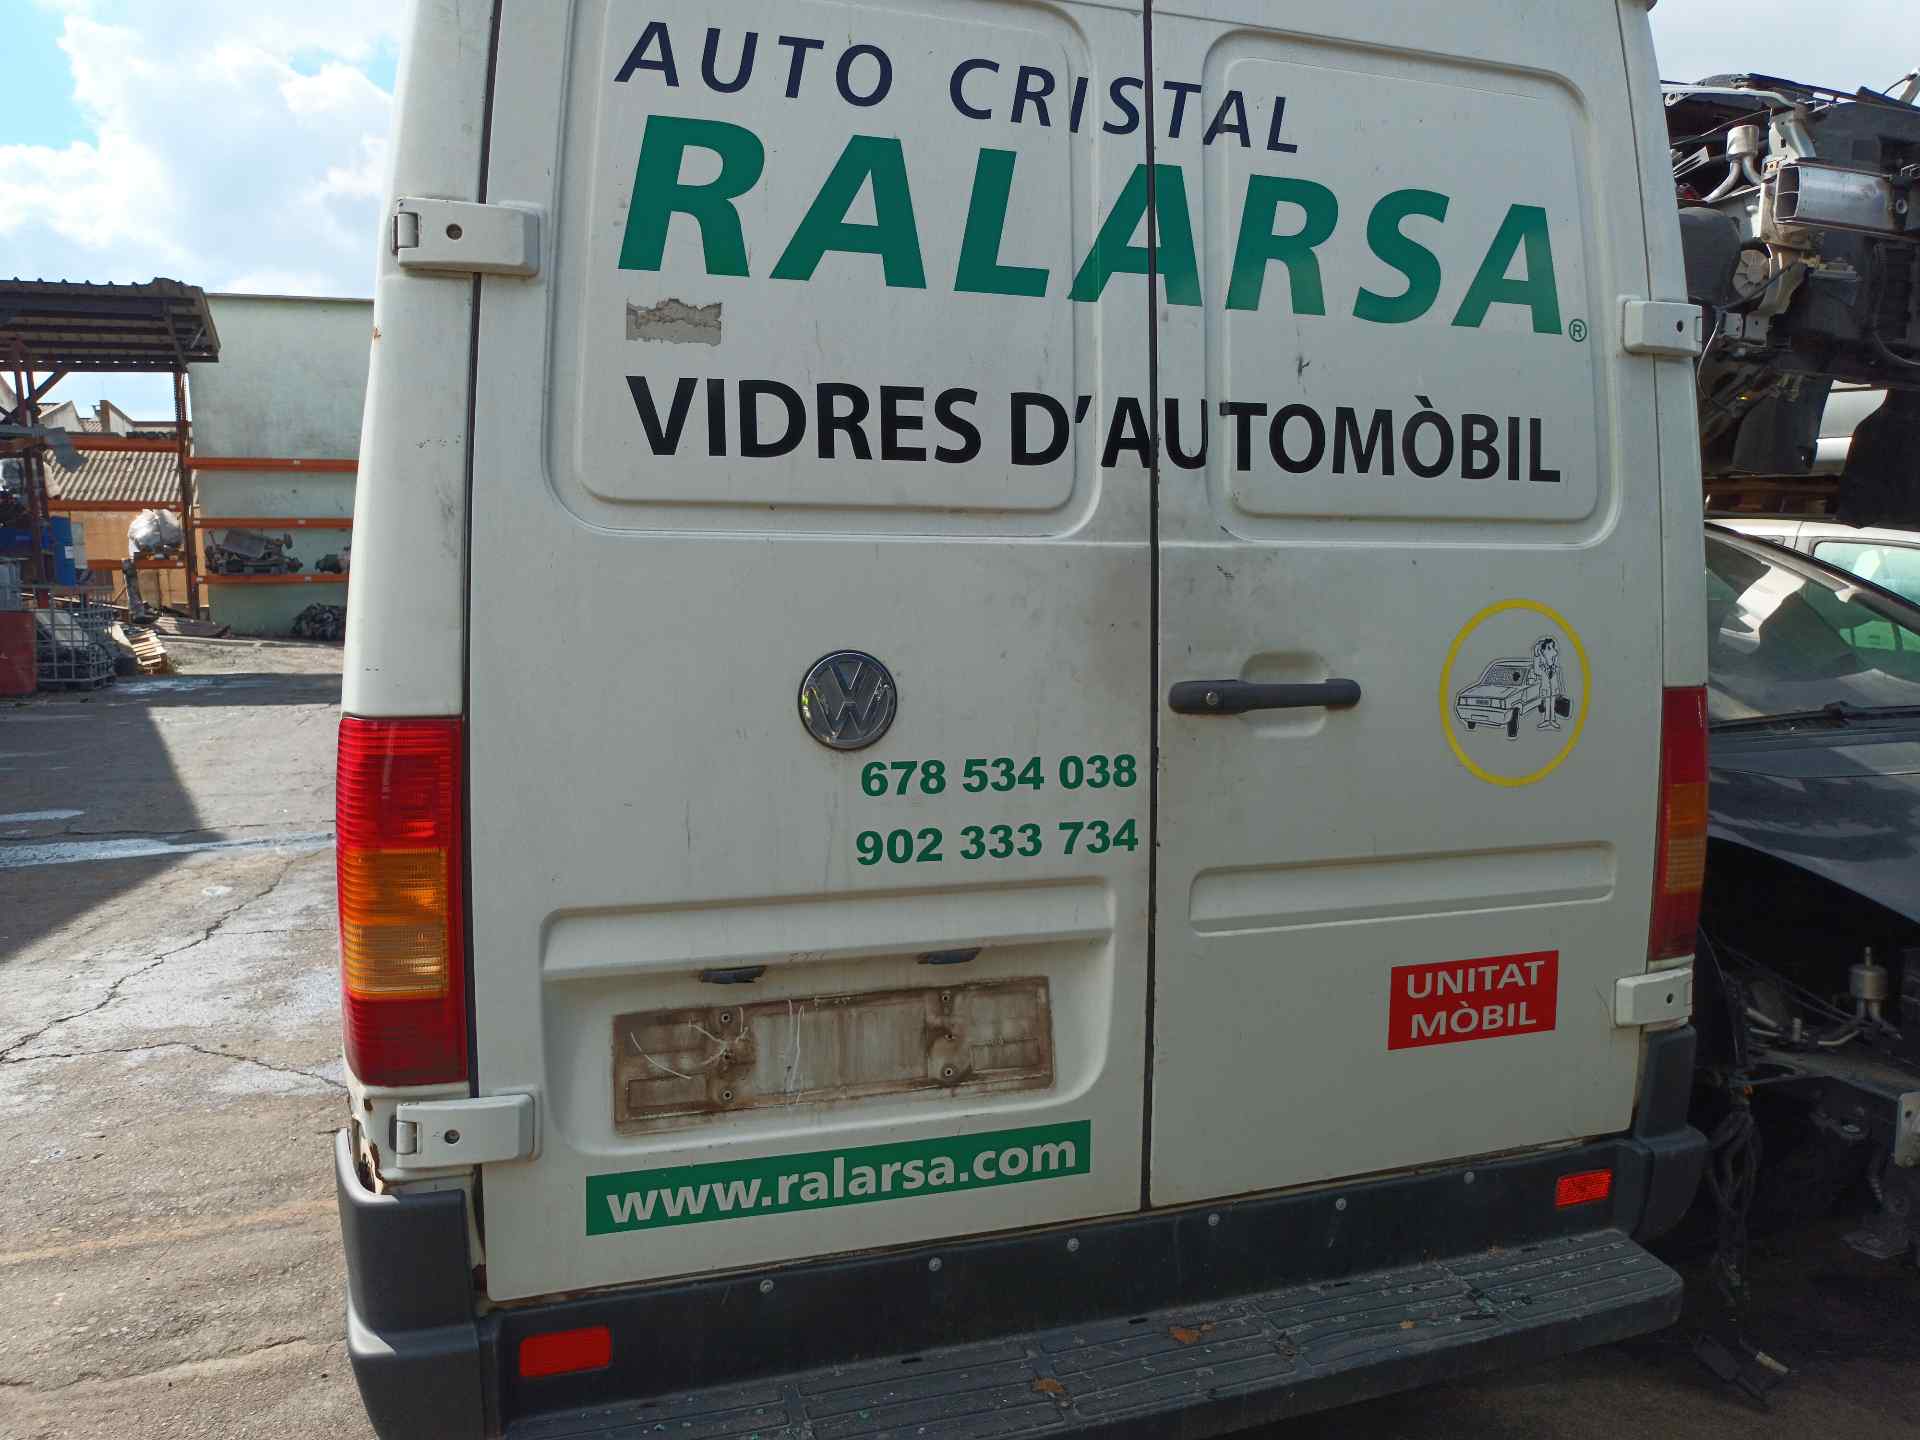 AUTO CRISTAL
RALARSA®
VIDRES D'AUTOMÒBIL
678 534 038
902 333 734
UNITAT
MÒBIL
www.ralarsa.com